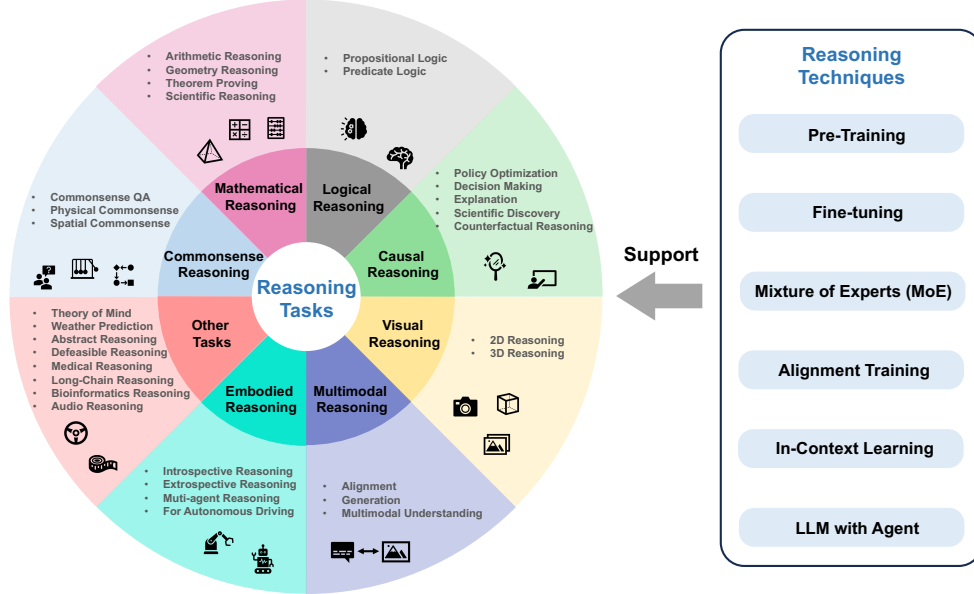 Arithmetic Reasoning
Geometry Reasoning
Theorem Proving
Scientific Reasoning
Mathematical
Reasoning
Propositional Logic
Predicate Logic
Logical
Reasoning
Policy Optimization
Decision Making
Explanation
Scientific Discovery
Counterfactual Reasoning
Causal
Reasoning
2D Reasoning
3D Reasoning
Visual
Reasoning
Alignment
Generation
Multimodal Understanding
Multimodal
Reasoning
Introspective Reasoning
Extrospective Reasoning
Muti-agent Reasoning
For Autonomous Driving
Embodied
Reasoning
Theory of Mind
Weather Prediction
Abstract Reasoning
Defeasible Reasoning
Medical Reasoning
Long-Chain Reasoning
Bioinformatics Reasoning
Audio Reasoning
Other
Tasks
Commonsense QA
Physical Commonsense
Spatial Commonsense
Commonsense
Reasoning
Reasoning
Tasks
Support
Reasoning
Techniques
Pre-Training
Fine-tuning
Mixture of Experts (MoE)
Alignment Training
In-Context Learning
LLM with Agent